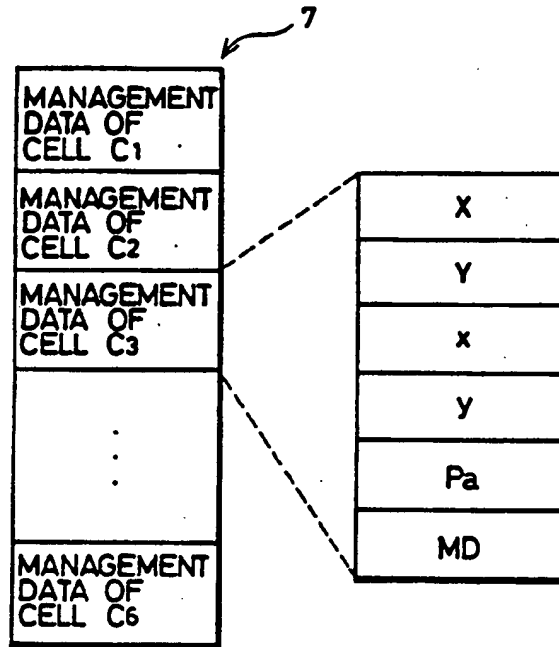 7
MANAGEMENT
DATA OF
CELL C1
MANAGEMENT
DATA OF
CELL C2
MANAGEMENT
DATA OF
CELL C3
MANAGEMENT
DATA OF
CELL C6
X
Y
x
y
Pa
MD